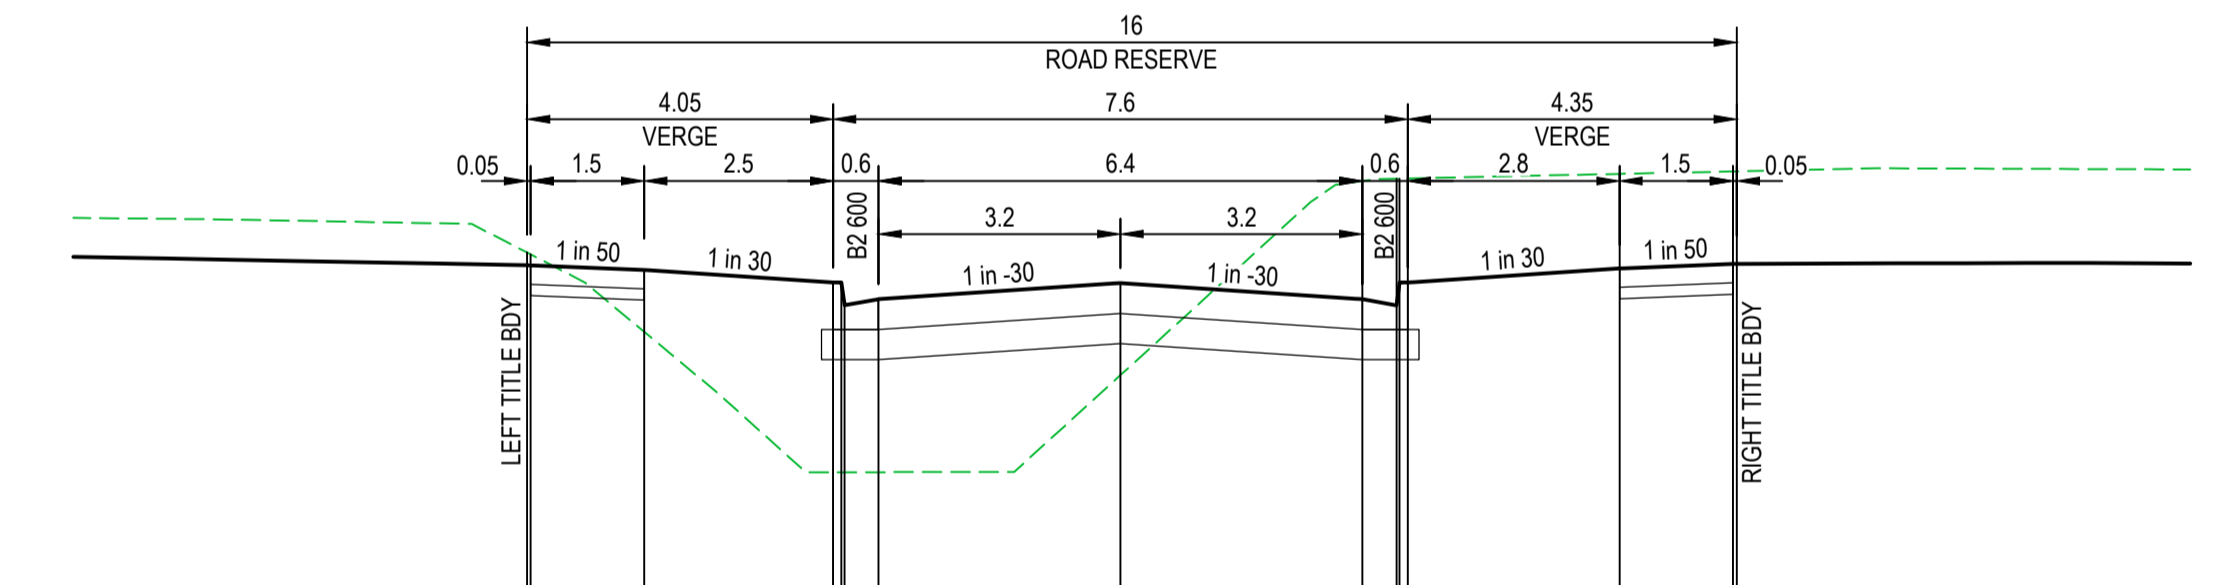 16
ROAD RESERVE
4.05
7.6
4.35
VERGE
VERGE
0.05
1.5
2.5
0.6
6.4
0.6
2.8
1.5
0.05
B2 600
3.2
3.2
B2 600
1 in 50
1 in 30
1 in -30
1 in -30
1 in 30
1 in 50
LEFT TITLE BDY
RIGHT TITLE BDY